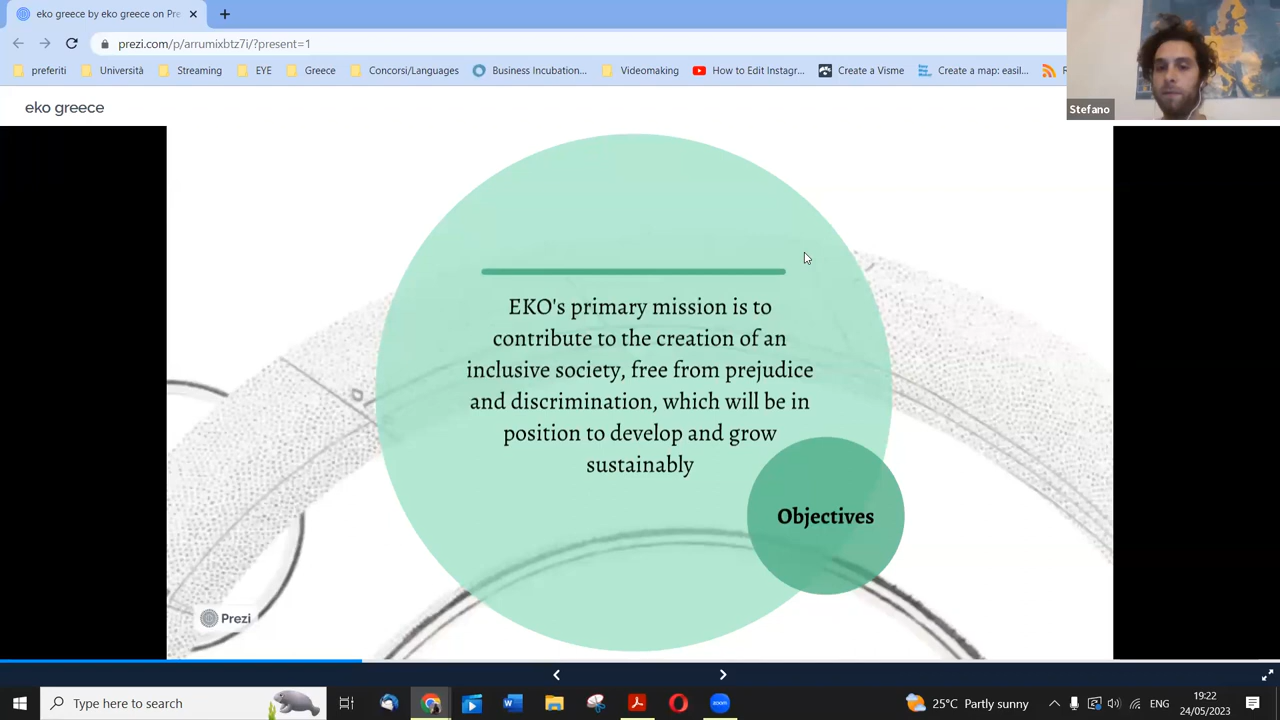 eko greece by eko greece on Pre
prezi.com/p/arrumixbtz7i/?present=1
preferiti Università Streaming EYE Greece Concorsi/Language Business Incubation... Videomaking How to Edit Instagr... Create a Visme Create a map: easil... R
Stefano
eko greece
EKO's primary mission is to
contribute to the creation of an
inclusive society, free from prejudice
and discrimination, which will be in
position to develop and grow
sustainably
Objectives
Prezi
Type here to search
zoom
25°C Partly sunny
ENG
19:22
24/05/2023